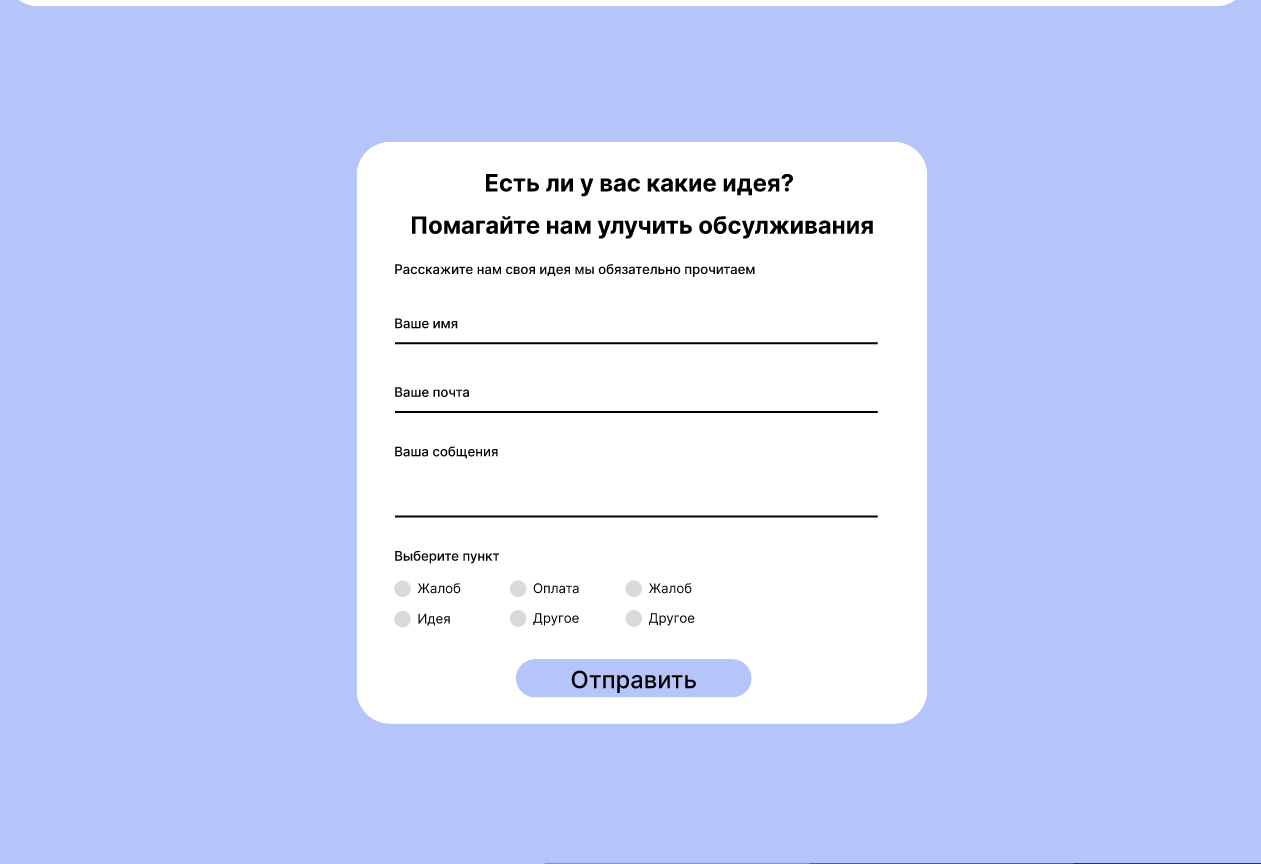 Есть ли у вас какие идея?
Помагайте нам улучить обсулживания
Расскажите нам своя идея мы обязательно прочитаем
Ваше имя
Ваше почта
Ваша собщения
Выберите пункт
Жалоб Оплата Жалоб
Идея Другое Другое
Отправить